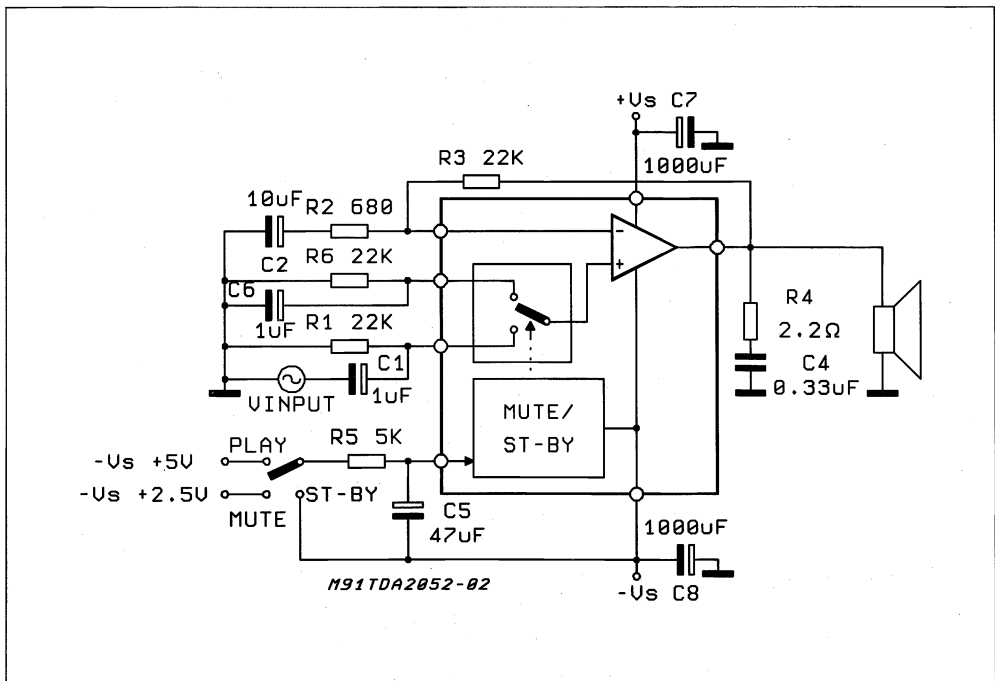 +Vs C7
1000uF
R3 22K
10uF
R2 680
C2
R6 22K
C6
1uF
R1 22K
C1
1uF
VINPUT
-
+
R4
2.2Ω
C4
0.33uF
MUTE/
ST-BY
R5 5K
PLAY
-Vs +5V
-Vs +2.5V
ST-BY
MUTE
C5
47uF
1000uF
-Vs C8
M91TDA2052-02